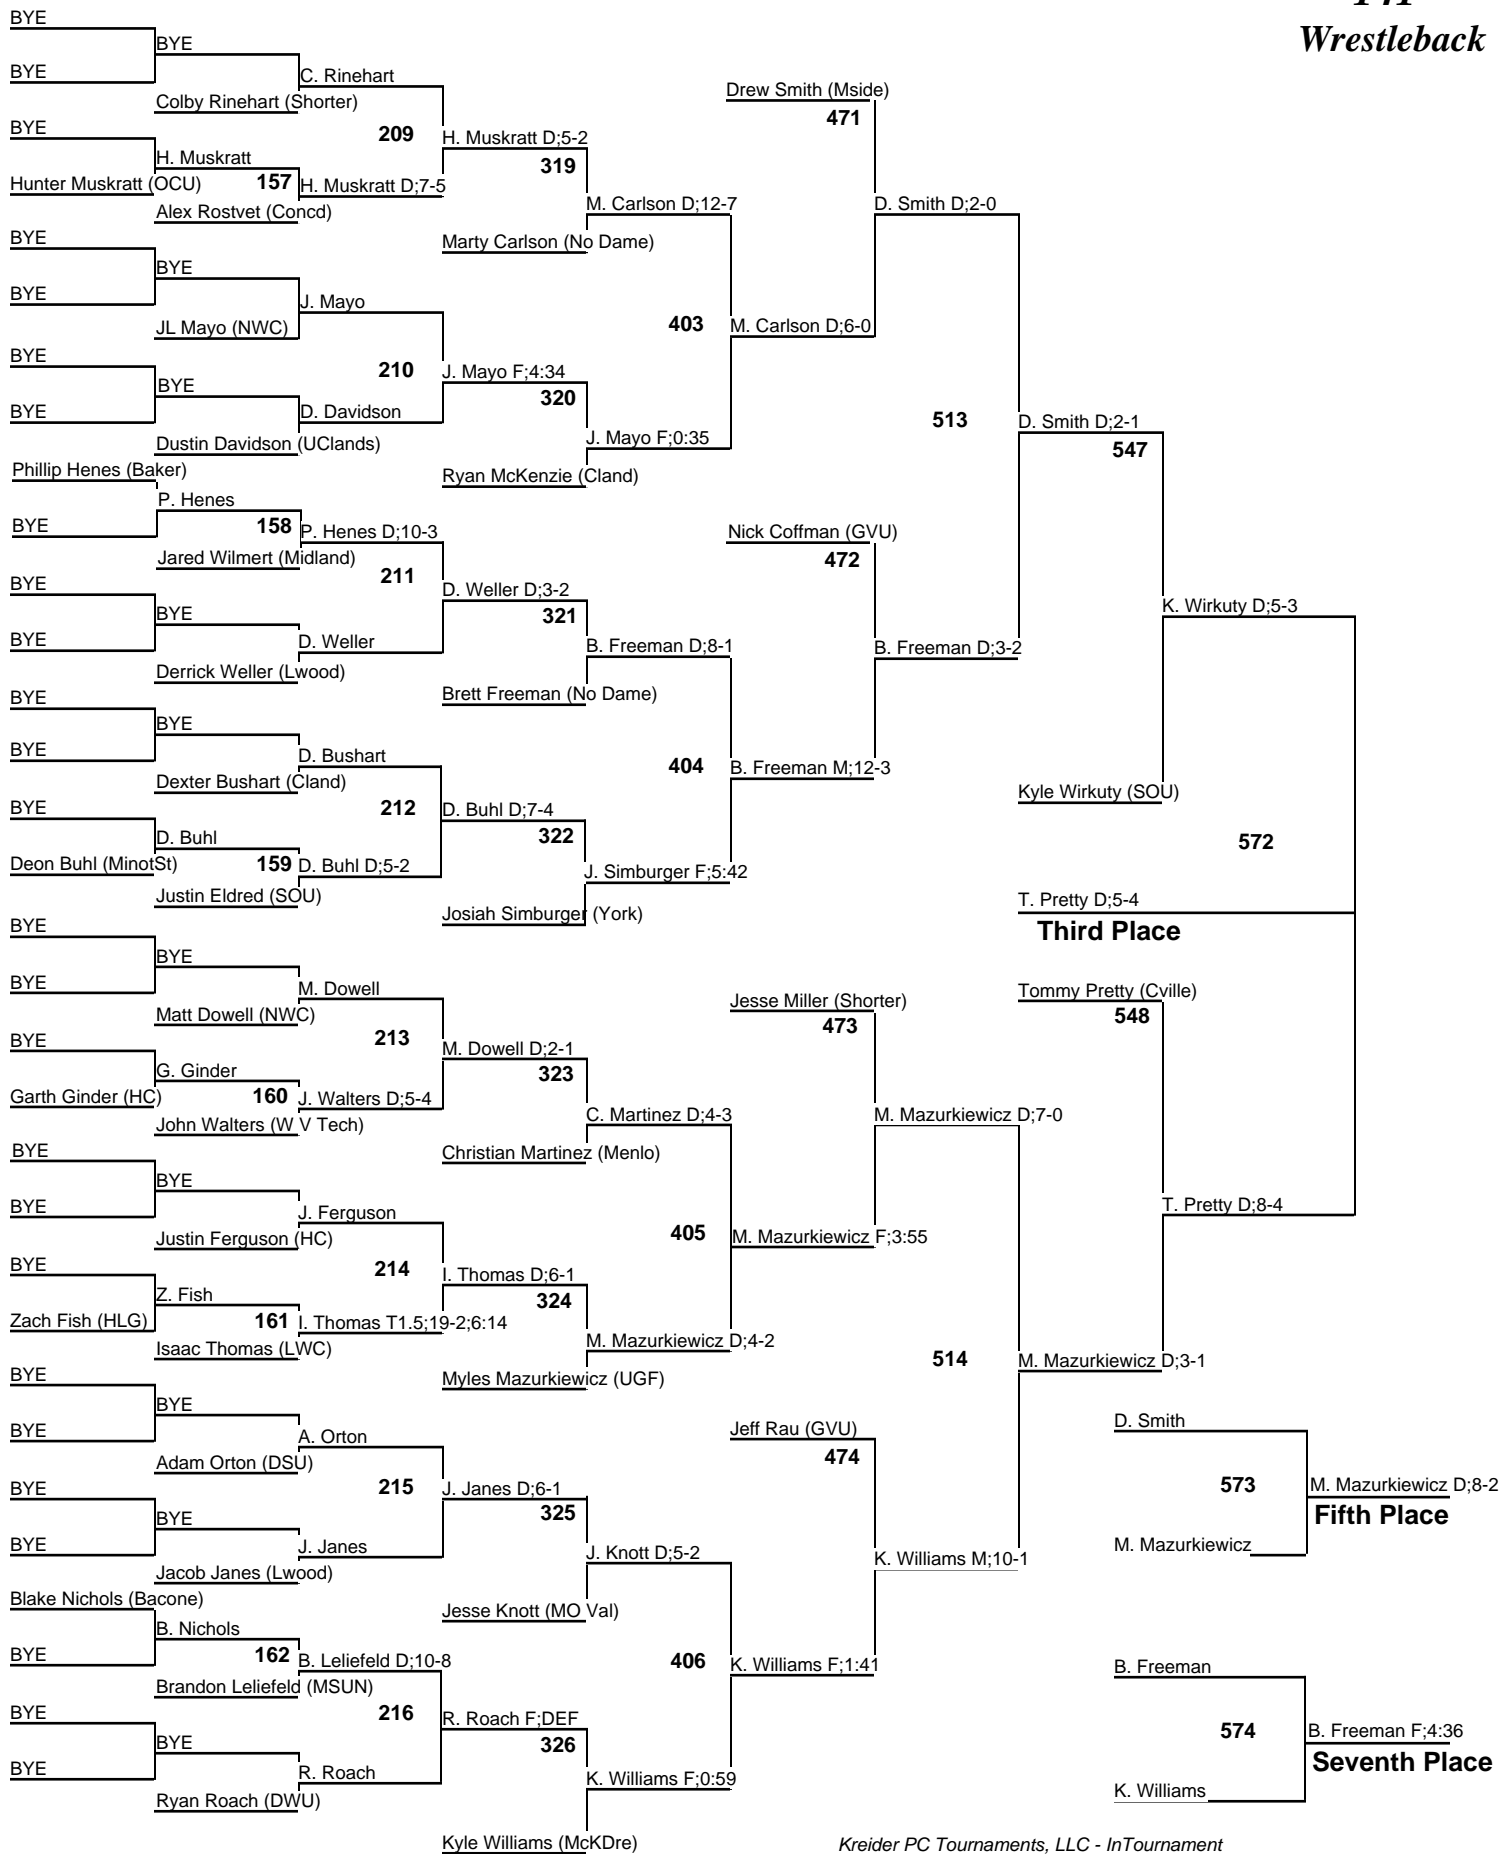 Wrestleback
BYE
BYE
BYE
C. Rinehart
Colby Rinehart (Shorter)
209
BYE
H. Muskratt
Hunter Muskratt (OCU)
157
H. Muskratt D;7-5
Alex Rostvet (Concd)
H. Muskratt D;5-2
319
M. Carlson D;12-7
Marty Carlson (No Dame)
BYE
BYE
BYE
J. Mayo
JL Mayo (NWC)
210
BYE
BYE
BYE
D. Davidson
Dustin Davidson (UClands)
J. Mayo F;4:34
320
J. Mayo F;0:35
Ryan McKenzie (Cland)
403
M. Carlson D;6-0
Drew Smith (Mside)
471
D. Smith D;2-0
Phillip Henes (Baker)
P. Henes
BYE
158
P. Henes D;10-3
Jared Wilmert (Midland)
211
BYE
BYE
BYE
D. Weller
Derrick Weller (Lwood)
D. Weller D;3-2
321
B. Freeman D;8-1
Brett Freeman (No Dame)
BYE
BYE
BYE
D. Bushart
Dexter Bushart (Cland)
212
BYE
D. Buhl
Deon Buhl (MinotSt)
159
D. Buhl D;5-2
Justin Eldred (SOU)
D. Buhl D;7-4
322
J. Simburger F;5:42
Josiah Simburger (York)
404
B. Freeman M;12-3
Nick Coffman (GVU)
472
B. Freeman D;3-2
513
D. Smith D;2-1
547
K. Wirkuty D;5-3
Kyle Wirkuty (SOU)
572
T. Pretty D;5-4
Third Place
BYE
BYE
BYE
M. Dowell
Matt Dowell (NWC)
213
BYE
G. Ginder
Garth Ginder (HC)
160
J. Walters D;5-4
John Walters (W V Tech)
M. Dowell D;2-1
323
C. Martinez D;4-3
Christian Martinez (Menlo)
BYE
BYE
BYE
J. Ferguson
Justin Ferguson (HC)
214
BYE
Z. Fish
Zach Fish (HLG)
161
I. Thomas T1.5;19-2;6:14
Isaac Thomas (LWC)
I. Thomas D;6-1
324
M. Mazurkiewicz D;4-2
Myles Mazurkiewicz (UGF)
405
M. Mazurkiewicz F;3:55
Jesse Miller (Shorter)
473
M. Mazurkiewicz D;7-0
Tommy Pretty (Cville)
548
T. Pretty D;8-4
514
M. Mazurkiewicz D;3-1
BYE
BYE
BYE
A. Orton
Adam Orton (DSU)
215
BYE
BYE
BYE
J. Janes
Jacob Janes (Lwood)
J. Janes D;6-1
325
J. Knott D;5-2
Jesse Knott (MO Val)
Blake Nichols (Bacone)
B. Nichols
BYE
162
B. Leliefeld D;10-8
Brandon Leliefeld (MSUN)
216
BYE
BYE
BYE
R. Roach
Ryan Roach (DWU)
R. Roach F;DEF
326
K. Williams F;0:59
Kyle Williams (McKDre)
406
K. Williams F;1:41
Jeff Rau (GVU)
474
K. Williams M;10-1
D. Smith
573
M. Mazurkiewicz D;8-2
Fifth Place
M. Mazurkiewicz
B. Freeman
574
B. Freeman F;4:36
Seventh Place
K. Williams
Kreider PC Tournaments, LLC - InTournament